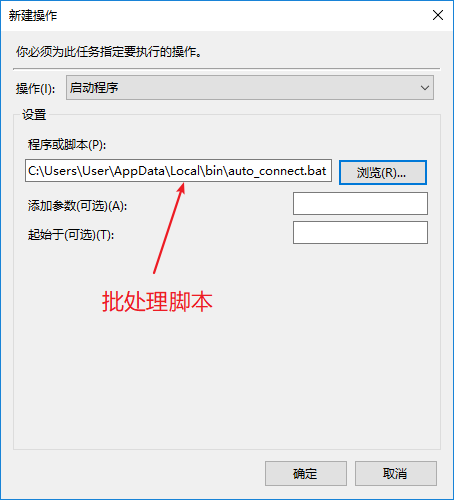 新建操作
你必须为此任务指定要执行的操作。
操作(I): 启动程序
设置
程序或脚本(P):
C:\Users\User\AppData\Local\bin\auto_connect.bat 浏览(R)...
添加参数(可选)(A):
起始于(可选)(T):
批处理脚本
确定 取消